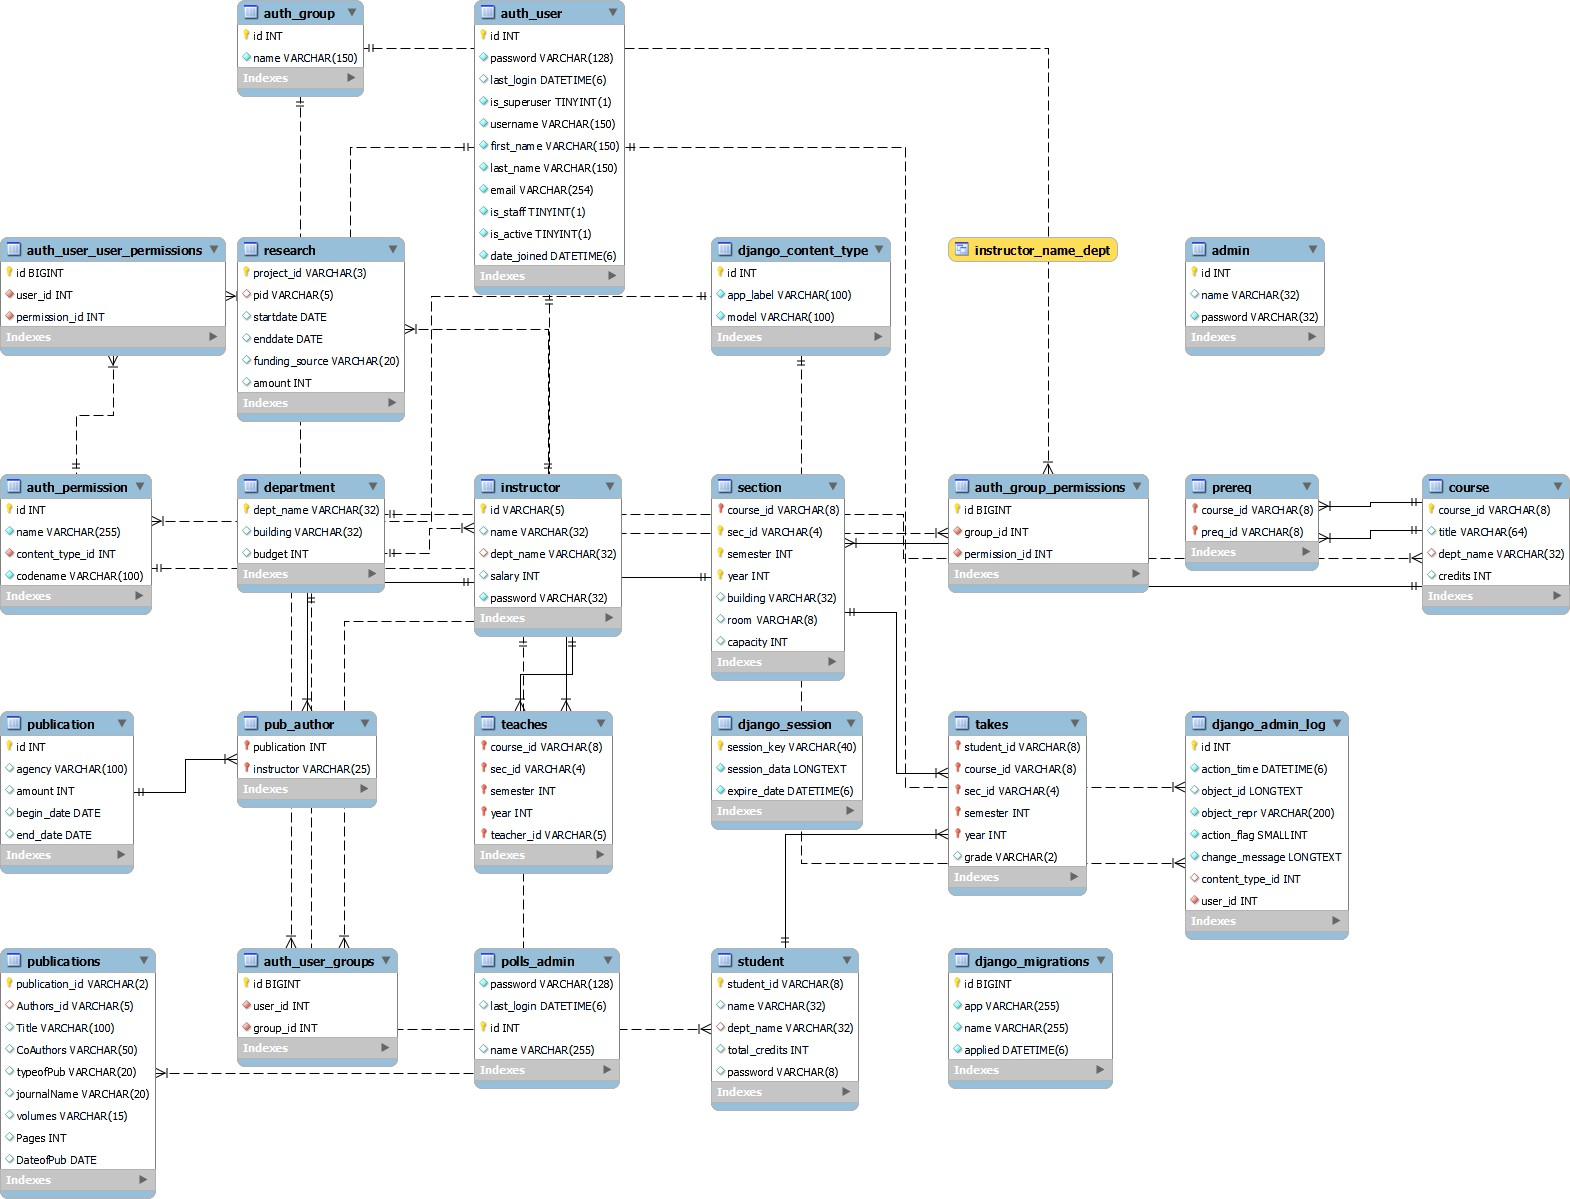 auth_group
id INT
name VARCHAR(150)
Indexes
auth_user
id INT
password VARCHAR(128)
last_login DATETIME(6)
is_superuser TINYINT(1)
username VARCHAR(150)
first_name VARCHAR(150)
last_name VARCHAR(150)
email VARCHAR(254)
is_staff TINYINT(1)
is_active TINYINT(1)
date_joined DATETIME(6)
Indexes
auth_user_user_permissions
id BIGINT
user_id INT
permission_id INT
Indexes
research
project_id VARCHAR(3)
pid VARCHAR(5)
startdate DATE
enddate DATE
funding_source VARCHAR(20)
amount INT
Indexes
django_content_type
id INT
app_label VARCHAR(100)
model VARCHAR(100)
Indexes
instructor_name_dept
admin
id INT
name VARCHAR(32)
password VARCHAR(32)
Indexes
auth_permission
id INT
name VARCHAR(255)
content_type_id INT
codename VARCHAR(100)
Indexes
department
dept_name VARCHAR(32)
building VARCHAR(32)
budget INT
Indexes
instructor
id VARCHAR(5)
name VARCHAR(32)
dept_name VARCHAR(32)
salary INT
password VARCHAR(32)
Indexes
section
course_id VARCHAR(8)
sec_id VARCHAR(4)
semester INT
year INT
building VARCHAR(32)
room VARCHAR(8)
capacity INT
Indexes
auth_group_permissions
id BIGINT
group_id INT
permission_id INT
Indexes
prereq
course_id VARCHAR(8)
preq_id VARCHAR(8)
Indexes
course
course_id VARCHAR(8)
title VARCHAR(64)
dept_name VARCHAR(32)
credits INT
Indexes
publication
id INT
agency VARCHAR(100)
amount INT
begin_date DATE
end_date DATE
Indexes
pub_author
publication INT
instructor VARCHAR(25)
Indexes
teaches
course_id VARCHAR(8)
sec_id VARCHAR(4)
semester INT
year INT
teacher_id VARCHAR(5)
Indexes
django_session
session_key VARCHAR(40)
session_data LONGTEXT
expire_date DATETIME(6)
Indexes
takes
student_id VARCHAR(8)
course_id VARCHAR(8)
sec_id VARCHAR(4)
semester INT
year INT
grade VARCHAR(2)
Indexes
django_admin_log
id INT
action_time DATETIME(6)
object_id LONGTEXT
object_repr VARCHAR(200)
action_flag SMALLINT
change_message LONGTEXT
content_type_id INT
user_id INT
Indexes
publications
publication_id VARCHAR(2)
Authors_id VARCHAR(5)
Title VARCHAR(100)
CoAuthors VARCHAR(50)
typeofPub VARCHAR(20)
journalName VARCHAR(20)
volumes VARCHAR(15)
Pages INT
DateofPub DATE
Indexes
auth_user_groups
id BIGINT
user_id INT
group_id INT
Indexes
polls_admin
password VARCHAR(128)
last_login DATETIME(6)
id INT
name VARCHAR(255)
Indexes
student
student_id VARCHAR(8)
name VARCHAR(32)
dept_name VARCHAR(32)
total_credits INT
password VARCHAR(8)
Indexes
django_migrations
id BIGINT
app VARCHAR(255)
name VARCHAR(255)
applied DATETIME(6)
Indexes